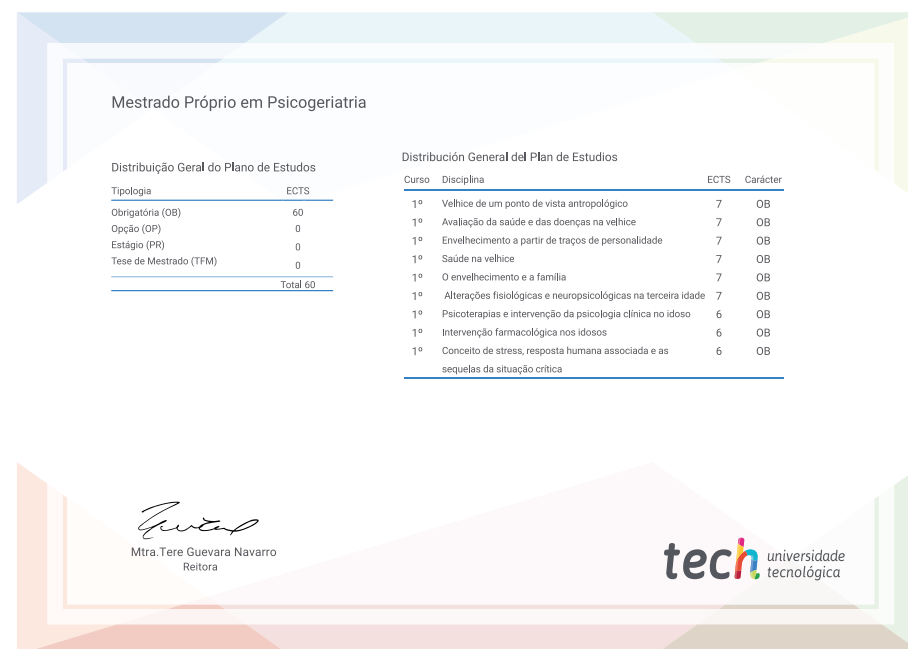 Mestrado Próprio em Psicogeriatria
Distribuição Geral do Plano de Estudos
Tipologia ECTS
Obrigatória (OB) 60
Opção (OP) 0
Estágio (PR) 0
Tese de Mestrado (TFM) 0
Total 60
Distribución General del Plan de Estudios
Curso Disciplina ECTS Carácter
1º Velhice de um ponto de vista antropológico 7 OB
1º Avaliação da saúde e das doenças na velhice 7 OB
1º Envelhecimento a partir de traços de personalidade 7 OB
1º Saúde na velhice 7 OB
1º O envelhecimento e a família 7 OB
1º Alterações fisiológicas e neuropsicológicas na terceira idade 7 OB
1º Psicoterapias e intervenção da psicologia clínica no idoso 6 OB
1º Intervenção farmacológica nos idosos 6 OB
1º Conceito de stress, resposta humana associada e as 6 OB
sequelas da situação crítica
Mtra.Tere Guevara Navarro
Reitora
tech universidade
tecnológica